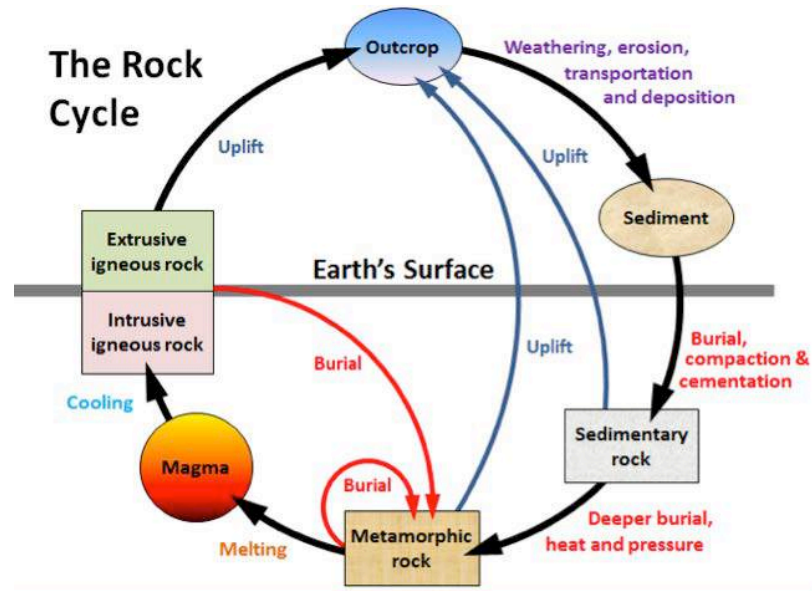 The Rock
Cycle
Outcrop
Weathering, erosion,
transportation
and deposition
Uplift
Uplift
Sediment
Extrusive
igneous rock
Earth's Surface
Intrusive
igneous rock
Burial
Uplift
Burial,
compaction &
cementation
Cooling
Sedimentary
rock
Magma
Burial
Melting
Metamorphic
rock
Deeper burial,
heat and pressure